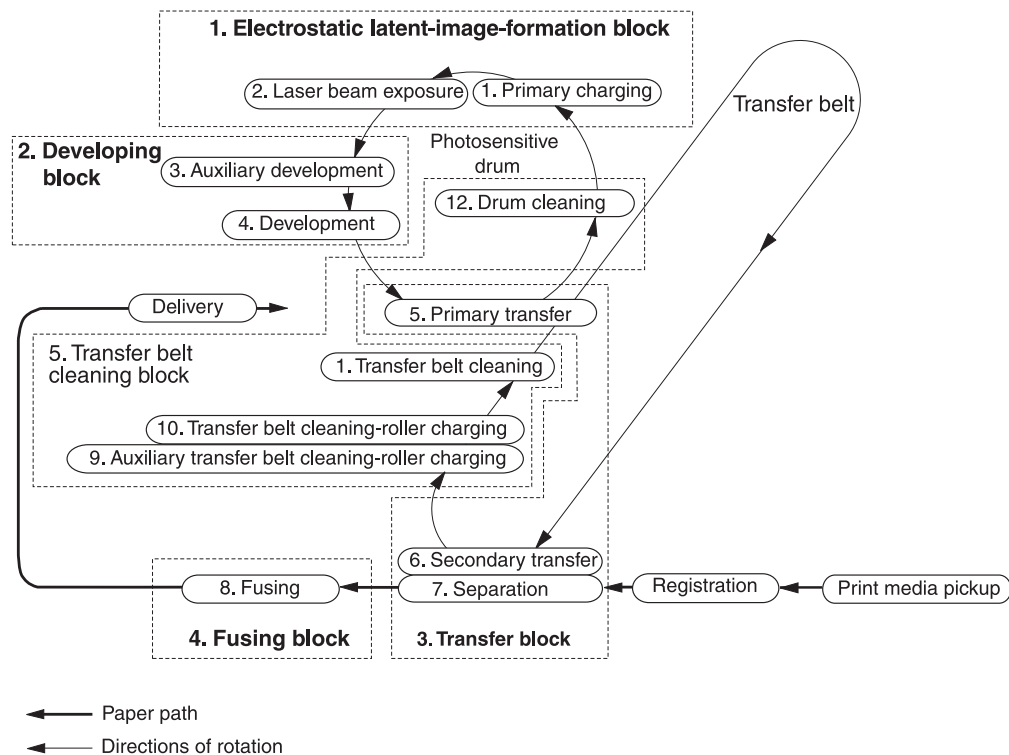 1. Electrostatic latent-image-formation block
2. Laser beam exposure
1. Primary charging
Transfer belt
2. Developing
block
Photosensitive
drum
3. Auxiliary development
12. Drum cleaning
4. Development
Delivery
5. Primary transfer
5. Transfer belt
cleaning block
1. Transfer belt cleaning
10. Transfer belt cleaning-roller charging
9. Auxiliary transfer belt cleaning-roller charging
6. Secondary transfer
7. Separation
8. Fusing
Registration
Print media pickup
4. Fusing block
3. Transfer block
Paper path
Directions of rotation